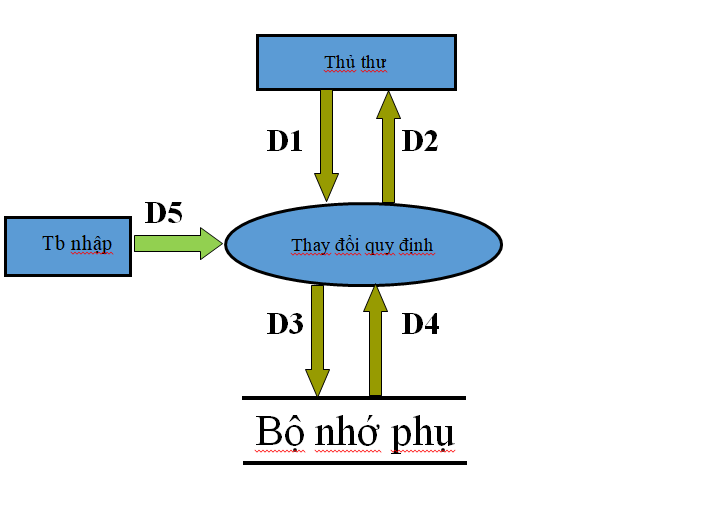 Thủ thư
D1
D2
D5
Tb nhập
Thay đổi quy định
D3
D4
Bộ nhớ phụ